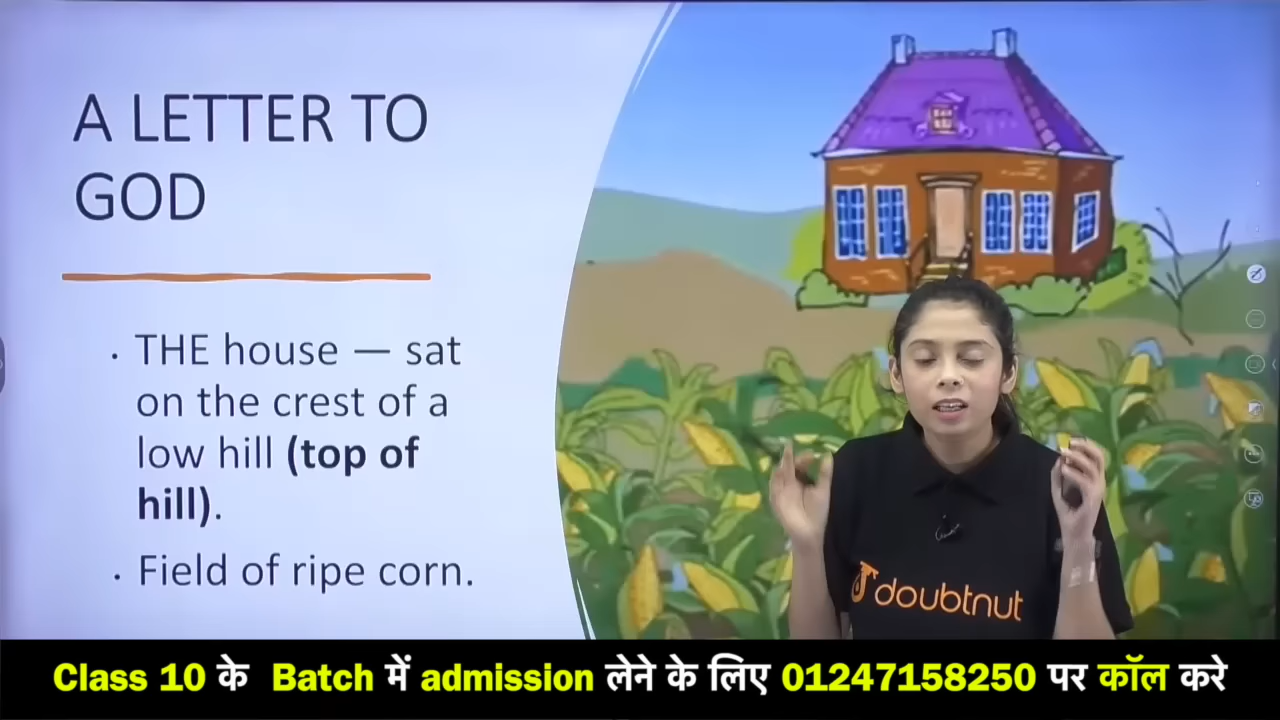 A LETTER TO
GOD
• THE house — sat
on the crest of a
low hill (top of
hill).
• Field of ripe corn.
doubtnut
Class 10 के Batch में admission लेने के लिए 01247158250 पर कॉल करे